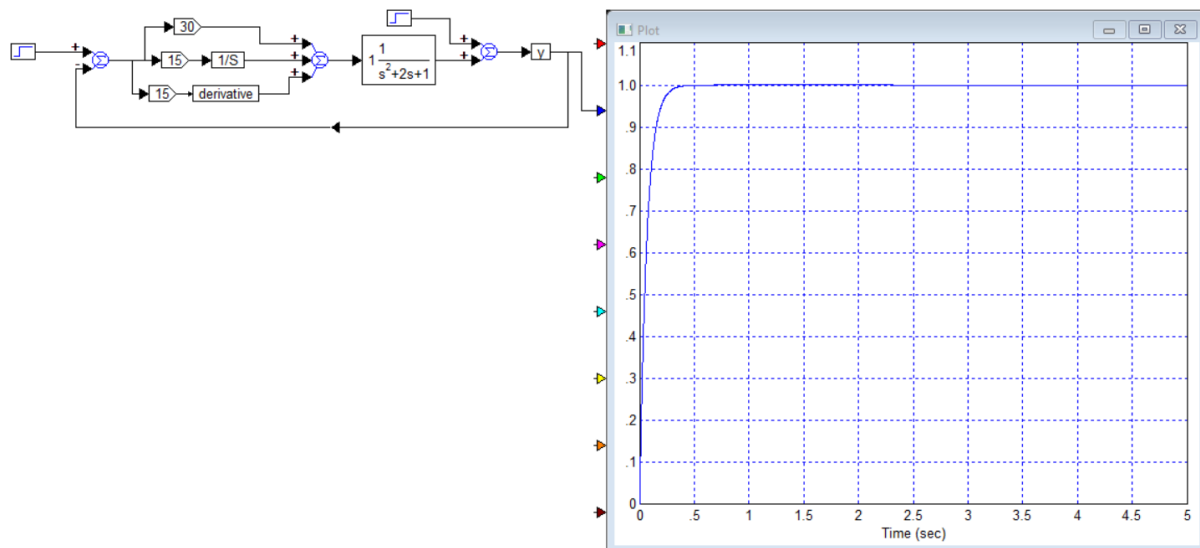 30
15
1/S
15
derivative
1
1
s²+2s+1
y
Plot
1.1
1.0
.9
.8
.7
.6
.5
.4
.3
.2
.1
0
0 .5 1 1.5 2 2.5 3 3.5 4 4.5 5
Time (sec)
+
-
+
+
+
+
+
Σ
Σ
Σ